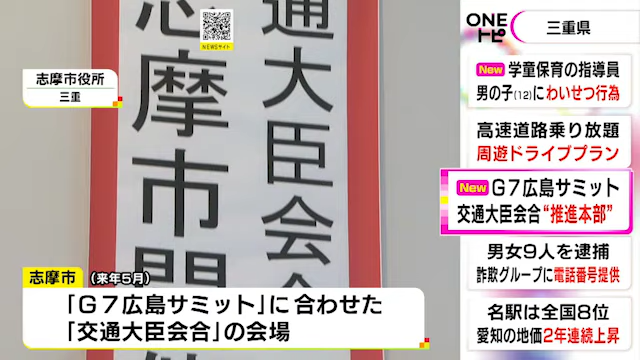 通大臣会合
志摩市開催
NEWSサイト
志摩市役所
三重
志摩市
(来年5月)
「G7広島サミット」に合わせた
「交通大臣会合」の会場
ONE
トピ
三重県
New 学童保育の指導員
男の子(12)にわいせつ行為
高速道路乗り放題
周遊ドライブプラン
New G7広島サミット
交通大臣会合“推進本部”
男女9人を逮捕
詐欺グループに電話番号提供
名駅は全国8位
愛知の地価2年連続上昇